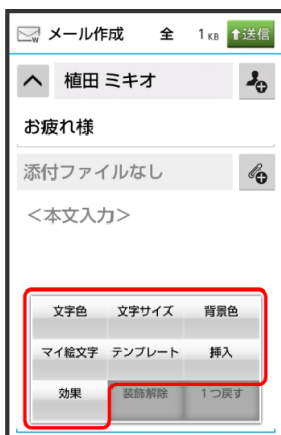 メール作成 全 1 KB 送信
植田 ミキオ
お疲れ様
添付ファイルなし
＜本文入力＞
文字色 文字サイズ 背景色
マイ絵文字 テンプレート 挿入
効果 装飾解除 1つ戻す